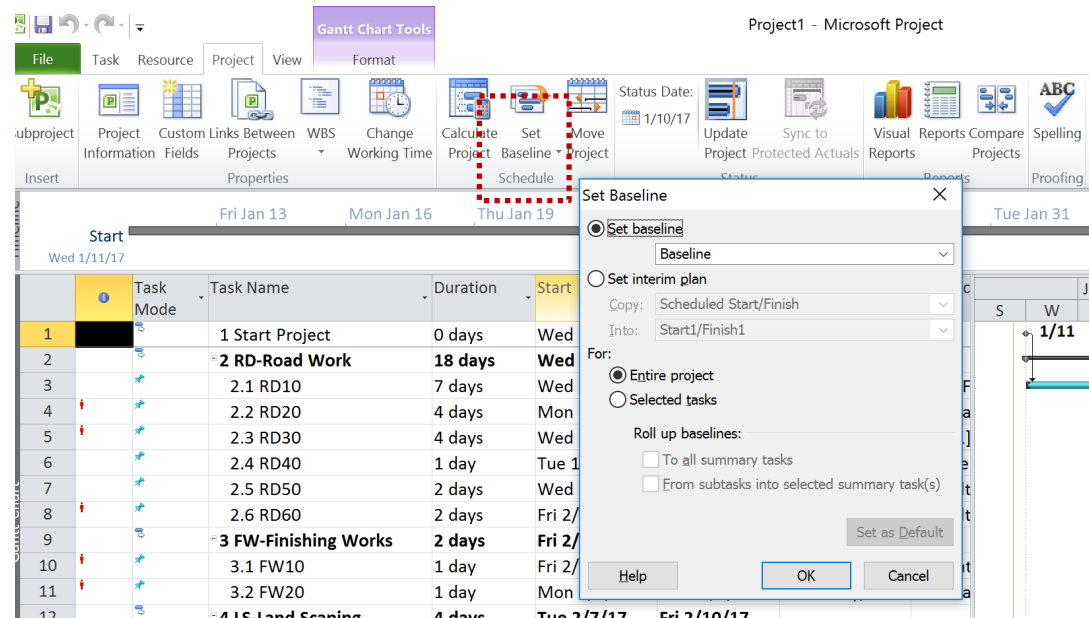 Gantt Chart Tools
Project1 - Microsoft Project
File Task Resource Project View Format
ubproject
Project Information
Custom Fields
Links Between Projects
WBS
Change Working Time
Calculate Project
Set Baseline
Move Project
Status Date:
1/10/17
Update Project
Sync to Protected Actuals
Visual Reports
Reports
Compare Projects
ABC
Spelling
Insert Properties Schedule Status Reports Proofing
Fri Jan 13 Mon Jan 16 Thu Jan 19 Tue Jan 31
Start
Wed 1/11/17
Task Mode Task Name Duration Start
S W
1 1 Start Project 0 days Wed 1/11
2 2 RD-Road Work 18 days Wed
3 2.1 RD10 7 days Wed
4 2.2 RD20 4 days Mon
5 2.3 RD30 4 days Wed
6 2.4 RD40 1 day Tue 1
7 2.5 RD50 2 days Wed
8 2.6 RD60 2 days Fri 2/
9 3 FW-Finishing Works 2 days Fri 2/
10 3.1 FW10 1 day Fri 2/
11 3.2 FW20 1 day Mon
12 4 LS-Land Scaping 4 days Tue 2/7/17 Fri 2/10/17
Set Baseline
Set baseline
Baseline
Set interim plan
Copy: Scheduled Start/Finish
Into: Start1/Finish1
For:
Entire project
Selected tasks
Roll up baselines:
To all summary tasks
From subtasks into selected summary task(s)
Set as Default
Help OK Cancel